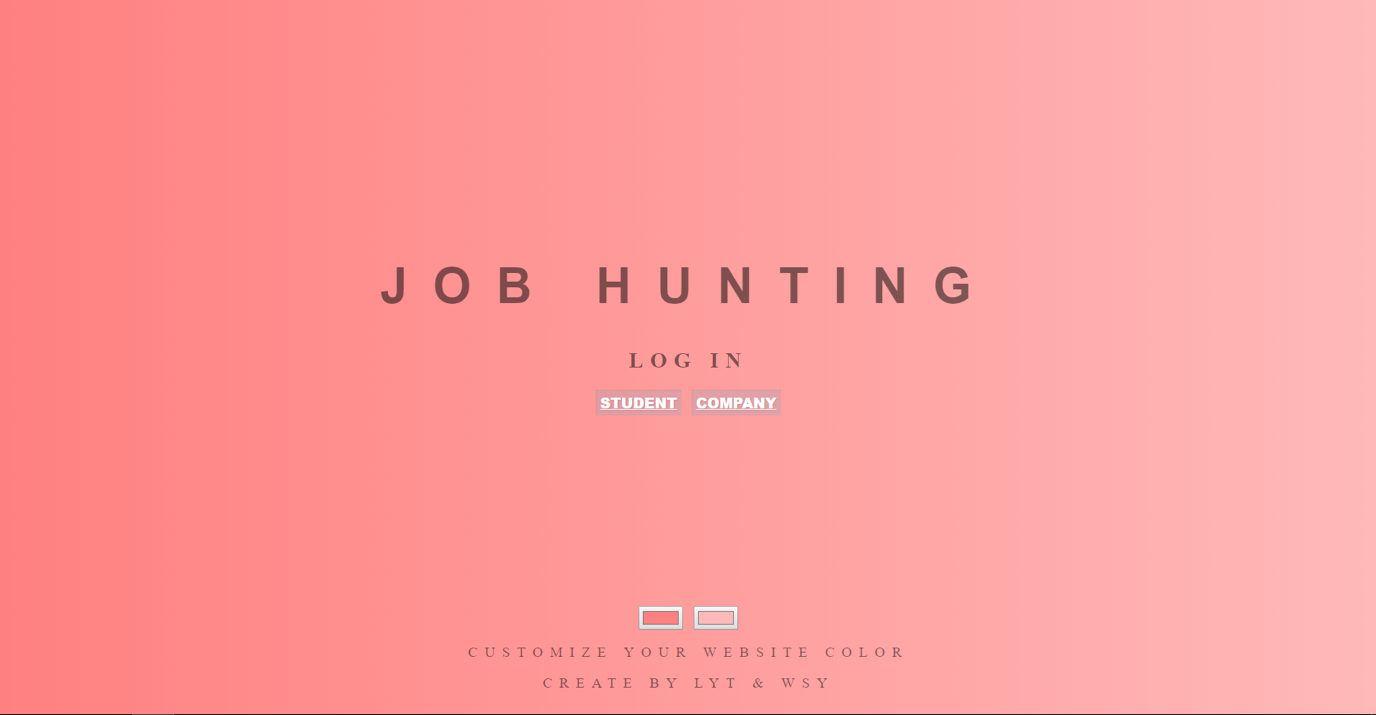 JOB HUNTING
LOG IN
STUDENT COMPANY
CUSTOMIZE YOUR WEBSITE COLOR
CREATE BY LYT & WSY